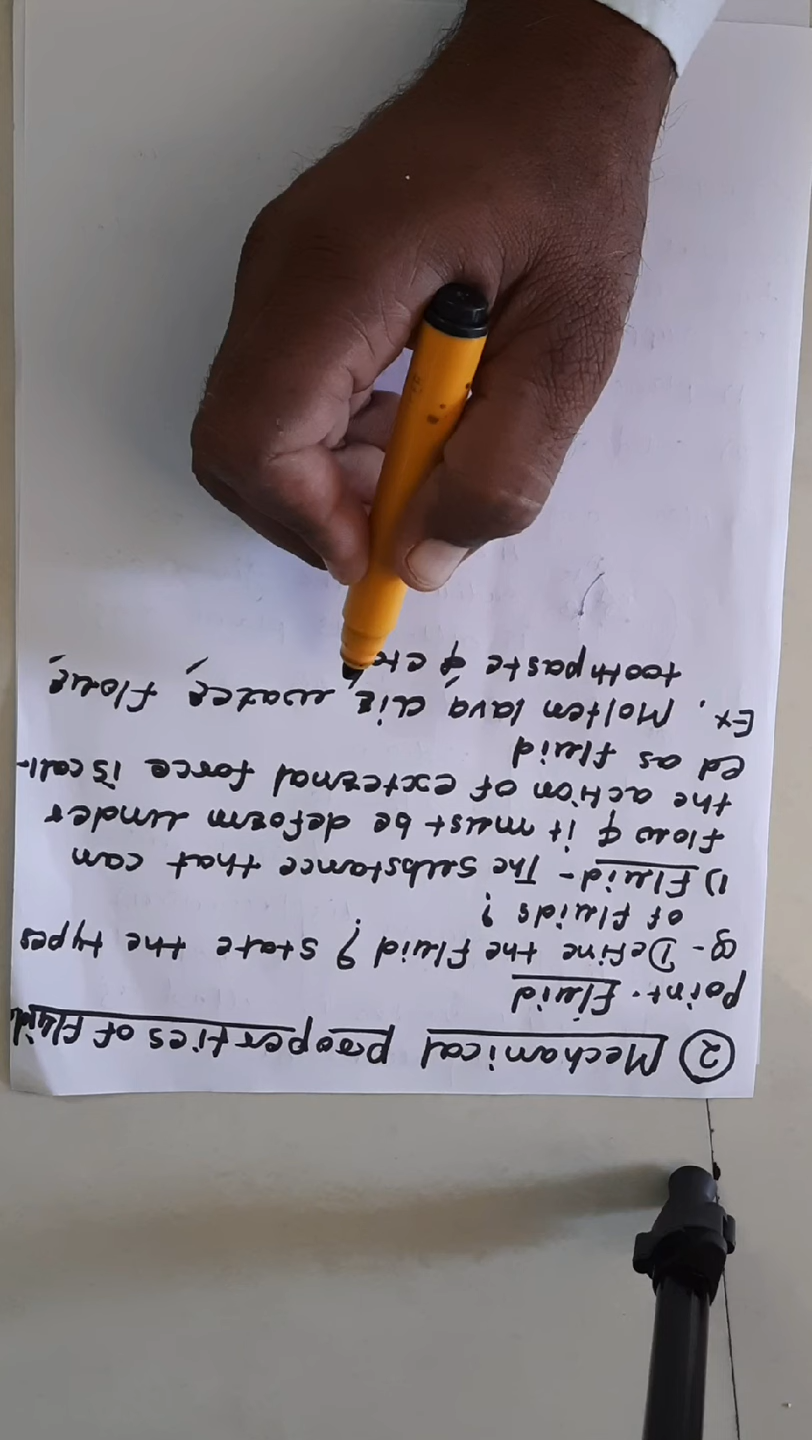 ② Mechanical properties of Fluid
point. fluid
Q - Define the fluid? state the types
of fluids?
1) Fluid - The substance that can
flow & it must be deform under
the action of external force is call-
ed as fluid
Ex. Molten lava, air, water, flour,
toothpaste & etc.